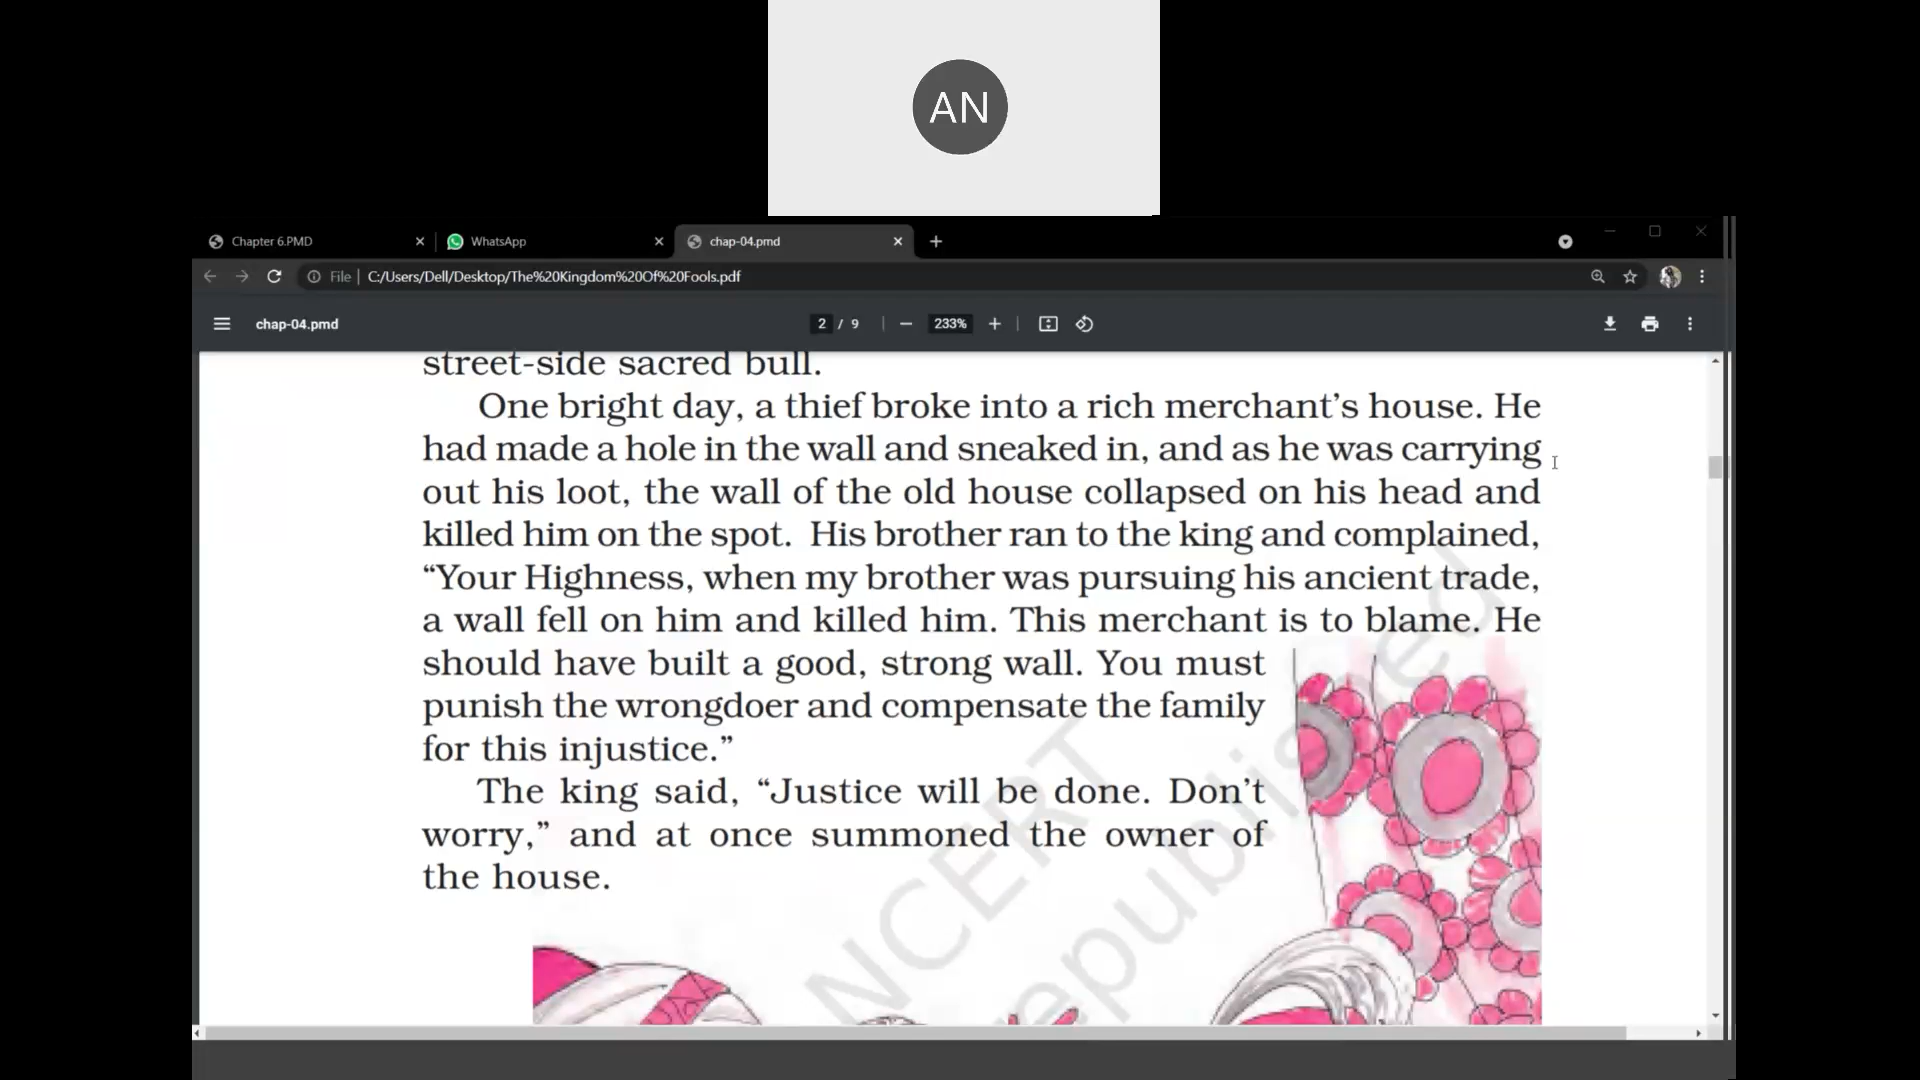 AN
Chapter 6.PMD
WhatsApp
chap-04.pmd
File
C:/Users/Dell/Desktop/The%20Kingdom%20Of%20Fools.pdf
chap-04.pmd
2 / 9
233%
street-side sacred bull.
One bright day, a thief broke into a rich merchant’s house. He
had made a hole in the wall and sneaked in, and as he was carrying
out his loot, the wall of the old house collapsed on his head and
killed him on the spot. His brother ran to the king and complained,
“Your Highness, when my brother was pursuing his ancient trade,
a wall fell on him and killed him. This merchant is to blame. He
should have built a good, strong wall. You must
punish the wrongdoer and compensate the family
for this injustice.”
The king said, “Justice will be done. Don’t
worry,” and at once summoned the owner of
the house.
NCERT
republished